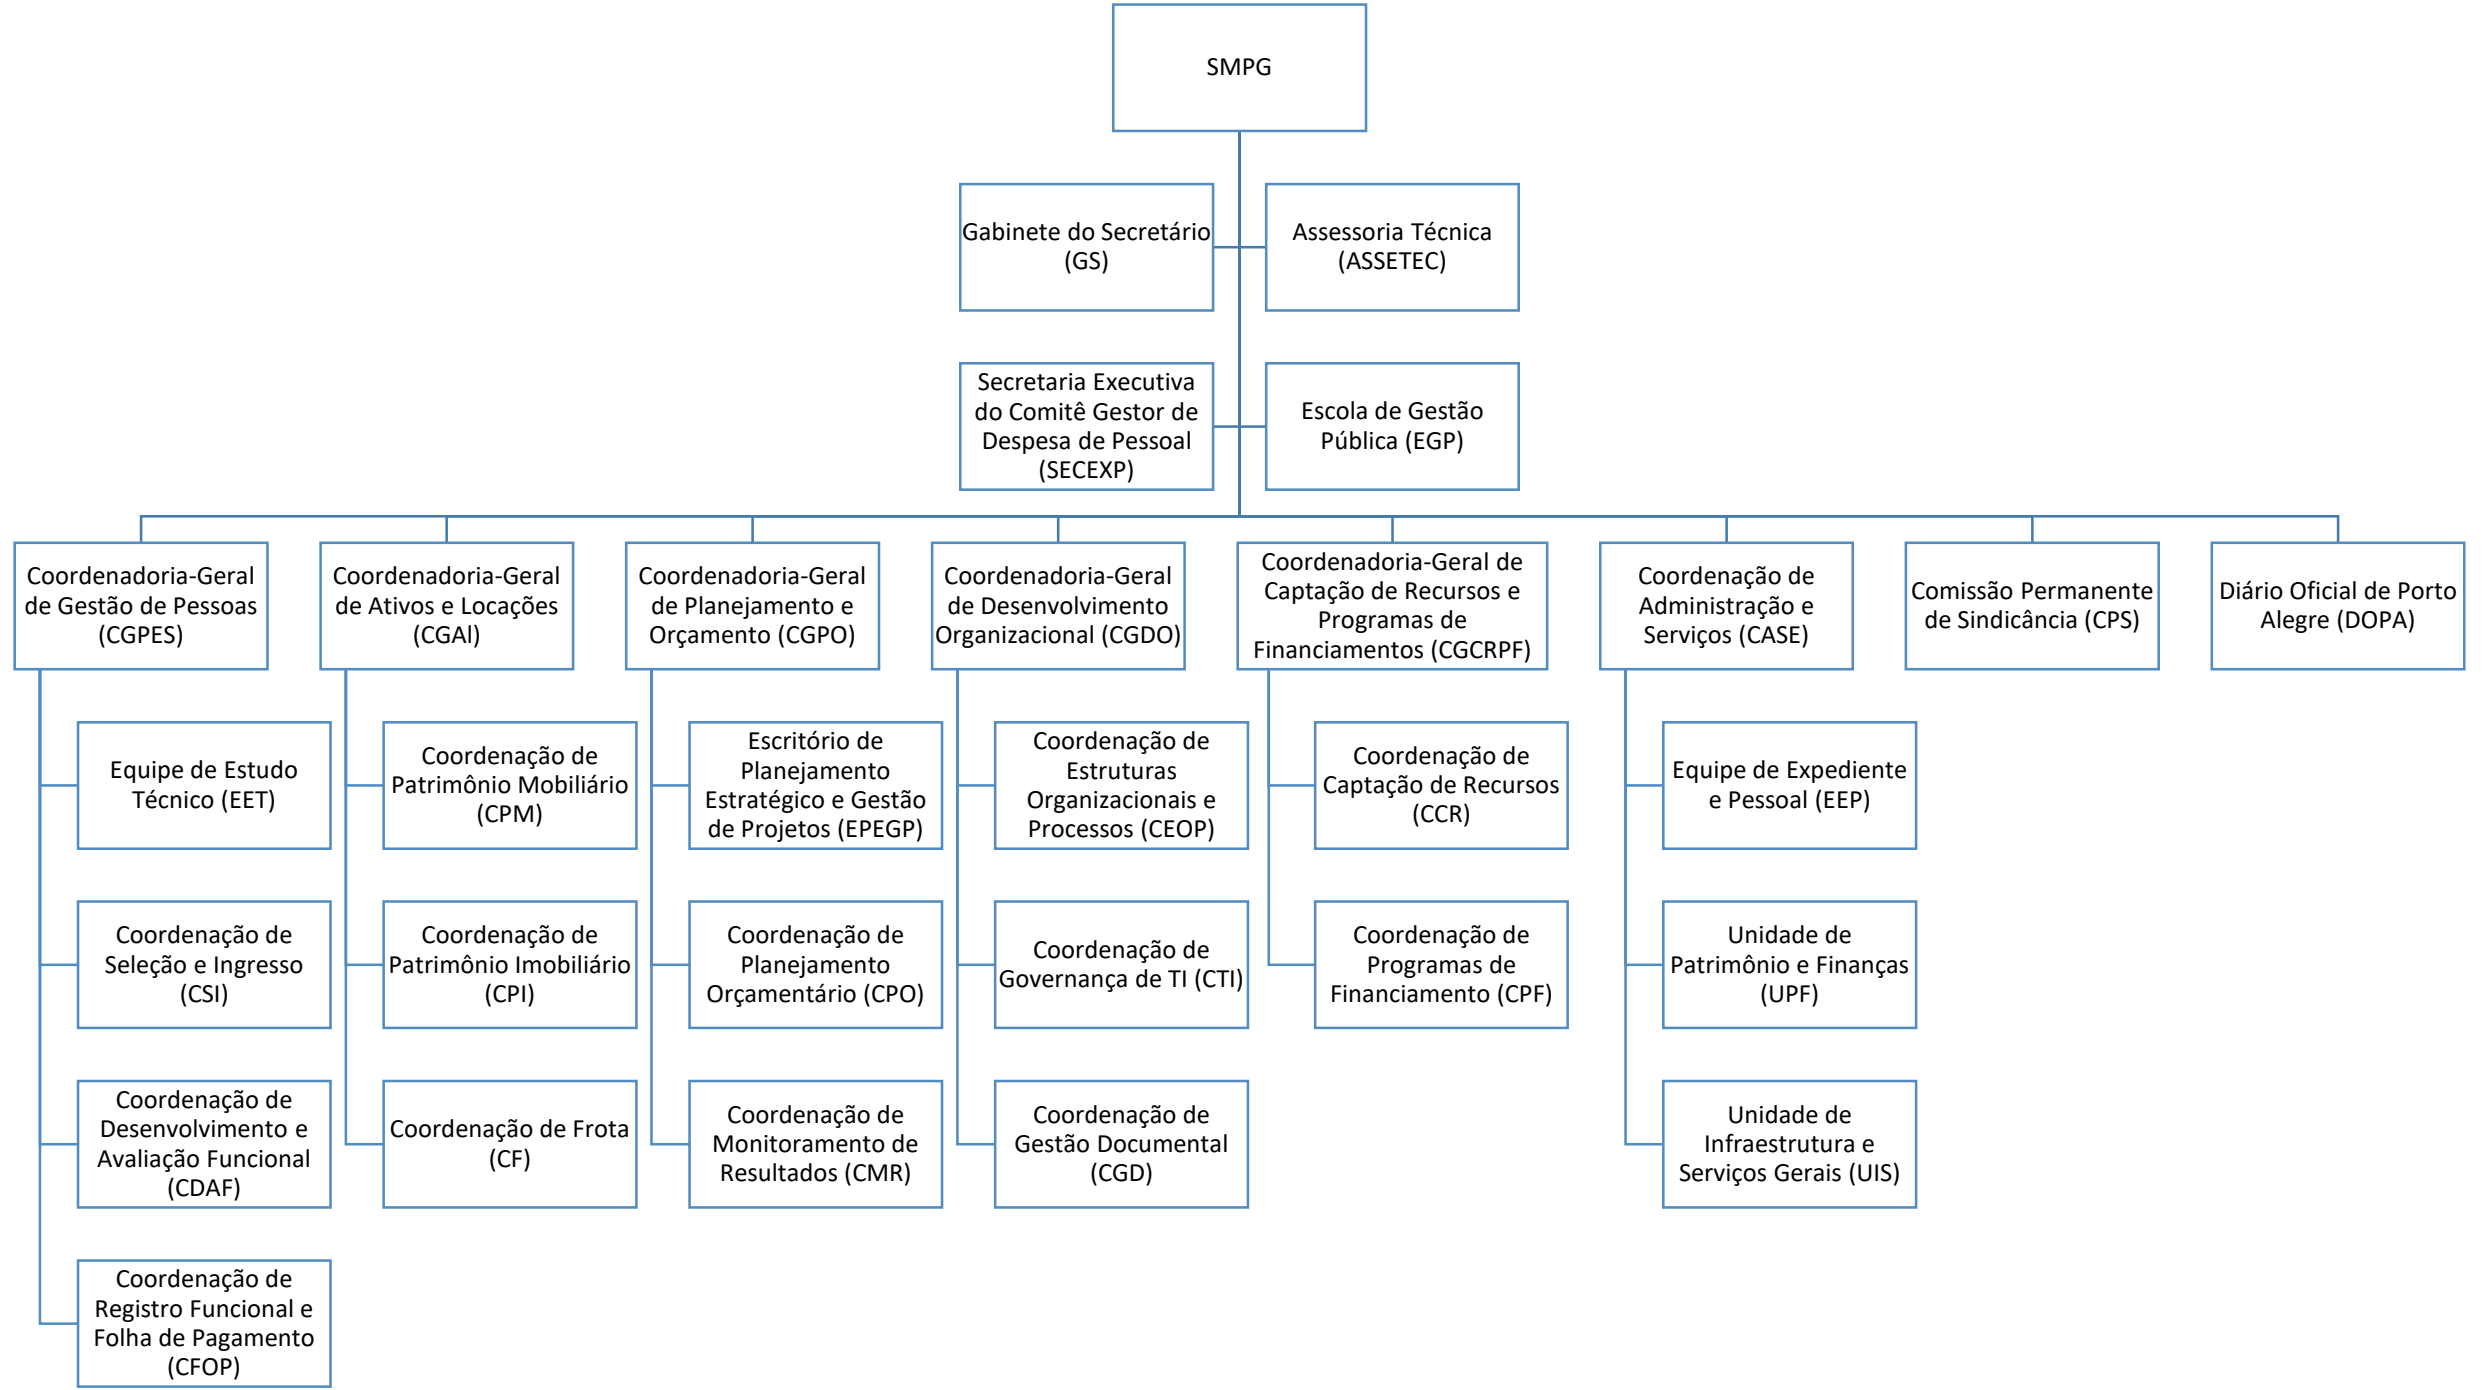 SMPG
Gabinete do Secretário
(GS)
Assessoria Técnica
(ASSETEC)
Secretaria Executiva
do Comitê Gestor de
Despesa de Pessoal
(SECEXP)
Escola de Gestão
Pública (EGP)
Coordenadoria-Geral
de Gestão de Pessoas
(CGPES)
Coordenadoria-Geral
de Ativos e Locações
(CGAl)
Coordenadoria-Geral
de Planejamento e
Orçamento (CGPO)
Coordenadoria-Geral
de Desenvolvimento
Organizacional (CGDO)
Coordenadoria-Geral de
Captação de Recursos e
Programas de
Financiamentos (CGCRPF)
Coordenação de
Administração e
Serviços (CASE)
Comissão Permanente
de Sindicância (CPS)
Diário Oficial de Porto
Alegre (DOPA)
Equipe de Estudo
Técnico (EET)
Coordenação de
Patrimônio Mobiliário
(CPM)
Escritório de
Planejamento
Estratégico e Gestão
de Projetos (EPEGP)
Coordenação de
Estruturas
Organizacionais e
Processos (CEOP)
Coordenação de
Captação de Recursos
(CCR)
Equipe de Expediente
e Pessoal (EEP)
Coordenação de
Seleção e Ingresso
(CSI)
Coordenação de
Patrimônio Imobiliário
(CPI)
Coordenação de
Planejamento
Orçamentário (CPO)
Coordenação de
Governança de TI (CTI)
Coordenação de
Programas de
Financiamento (CPF)
Unidade de
Patrimônio e Finanças
(UPF)
Coordenação de
Desenvolvimento e
Avaliação Funcional
(CDAF)
Coordenação de Frota
(CF)
Coordenação de
Monitoramento de
Resultados (CMR)
Coordenação de
Gestão Documental
(CGD)
Unidade de
Infraestrutura e
Serviços Gerais (UIS)
Coordenação de
Registro Funcional e
Folha de Pagamento
(CFOP)